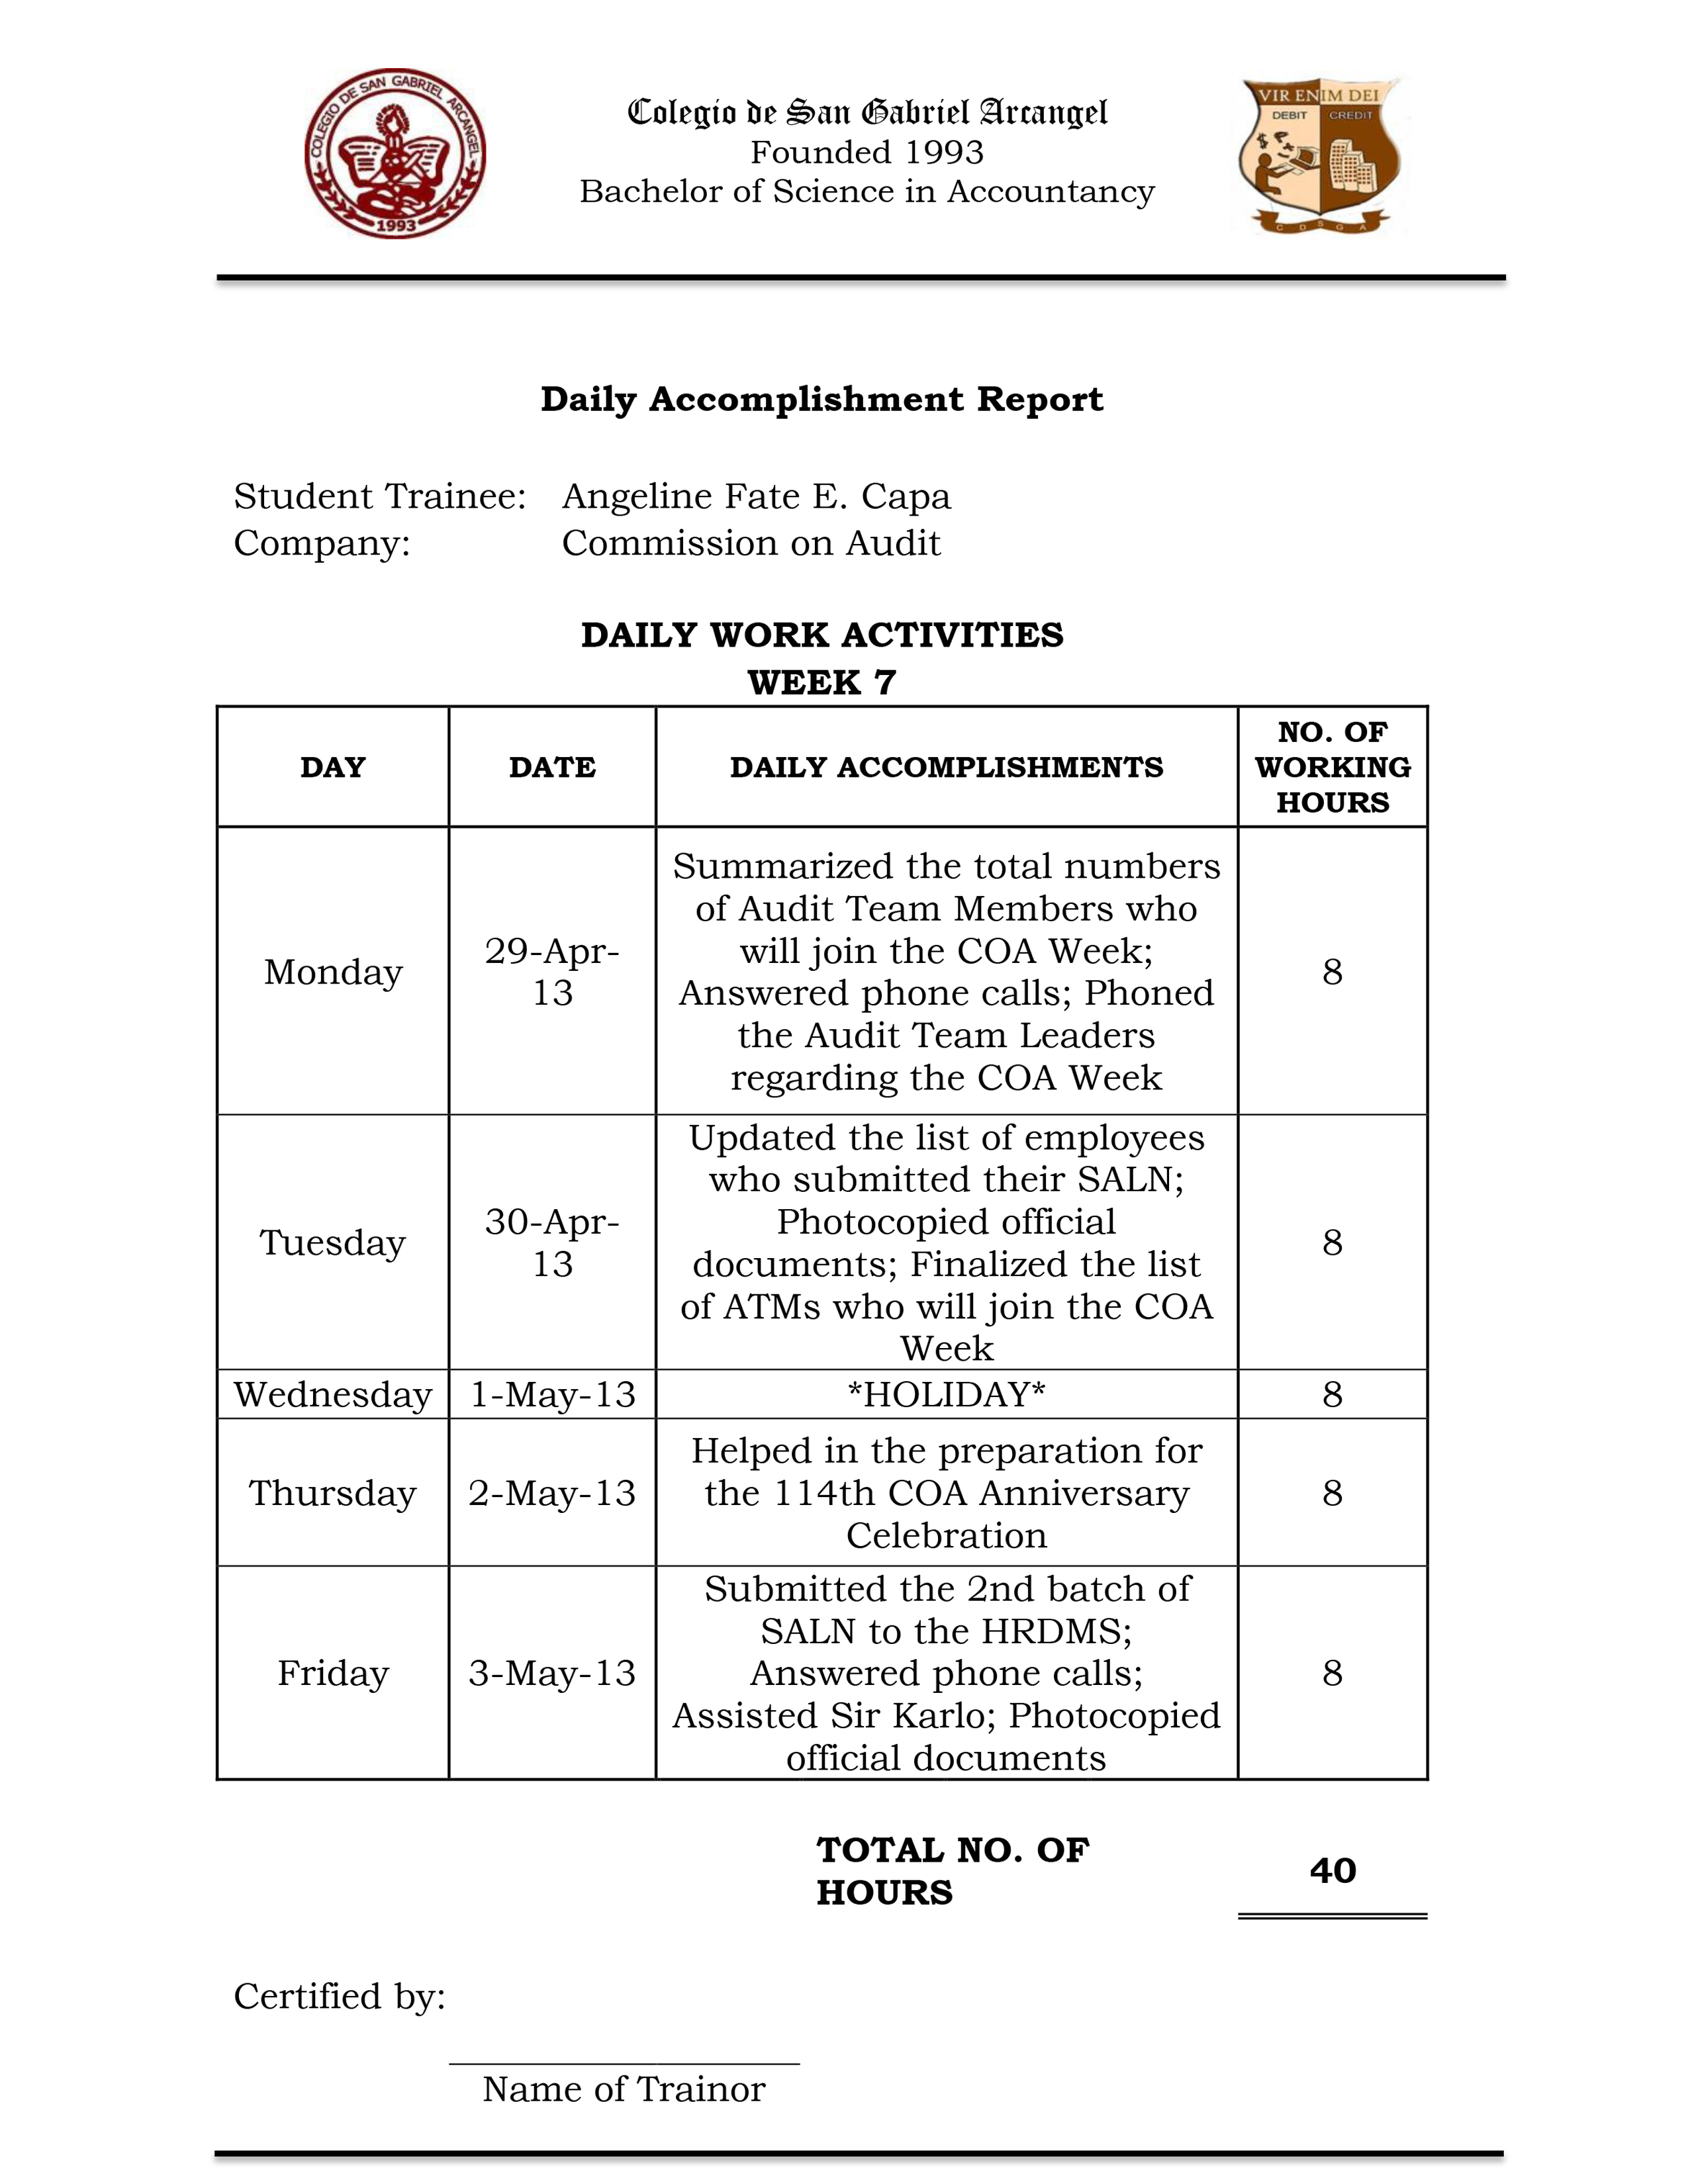 COLEGIO DE SAN GABRIEL ARCANGEL
1993
Colegio de San Gabriel Arcangel
Founded 1993
Bachelor of Science in Accountancy
VIR ENIM DEI
DEBIT CREDIT
C D S G A
Daily Accomplishment Report
Student Trainee: Angeline Fate E. Capa
Company: Commission on Audit
DAILY WORK ACTIVITIES
WEEK 7
DAY DATE DAILY ACCOMPLISHMENTS NO. OF WORKING HOURS
Monday 29-Apr-13
Summarized the total numbers
of Audit Team Members who
will join the COA Week;
Answered phone calls; Phoned
the Audit Team Leaders
regarding the COA Week
8
Tuesday 30-Apr-13
Updated the list of employees
who submitted their SALN;
Photocopied official
documents; Finalized the list
of ATMs who will join the COA
Week
8
Wednesday 1-May-13 *HOLIDAY* 8
Thursday 2-May-13
Helped in the preparation for
the 114th COA Anniversary
Celebration
8
Friday 3-May-13
Submitted the 2nd batch of
SALN to the HRDMS;
Answered phone calls;
Assisted Sir Karlo; Photocopied
official documents
8
TOTAL NO. OF
HOURS
40
Certified by:
Name of Trainor